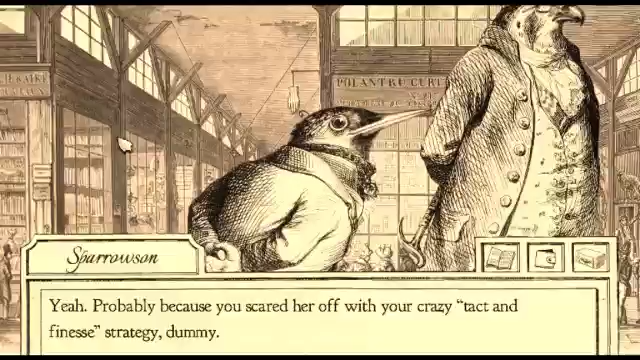 Sparrowson
Yeah. Probably because you scared her off with your crazy “tact and
finesse” strategy, dummy.